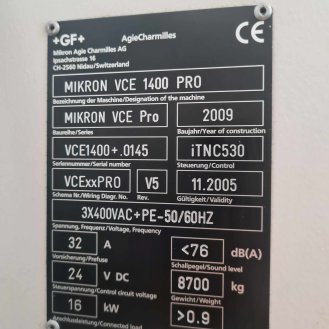 +GF+ AgieCharmilles CE
Mikron Agie Charmilles AG
Ipsachstrasse 16
CH-2560 Nidau/Switzerland
MIKRON VCE 1400 PRO
Bezeichnung der Maschine/Designation of the machine
MIKRON VCE Pro 2009
Baureihe/Series Baujahr/Year of construction
VCE1400+.0145 iTNC530
Seriennummer/Serial number Steuerung/Control
VCExxPRO V5 11.2005
Schema Nr./Wiring Diagr. No. Rev. Gültigkeit/Validity
3X400VAC+PE-50/60HZ
Spannung, Frequenz/Voltage, Frequency
32 A <76 dB(A)
Vorsicherung/Prefuse Schallpegel/Sound level
24 V DC 8700 kg
Steuerspannung/Control circuit voltage Gewicht/Weight
16 kW >0.9
Anschlussleistung/Connected load